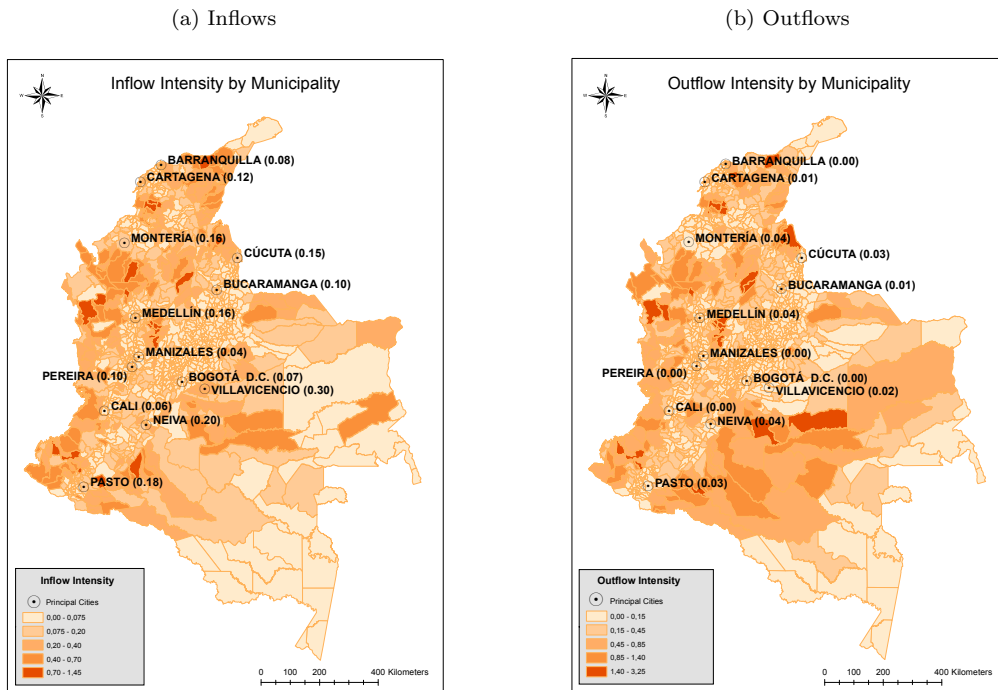 (a) Inflows
Inflow Intensity by Municipality
N
W E
S
BARRANQUILLA (0.08)
CARTAGENA (0.12)
MONTERÍA (0.16)
CÚCUTA (0.15)
BUCARAMANGA (0.10)
MEDELLÍN (0.16)
MANIZALES (0.04)
PEREIRA (0.10)
BOGOTÁ D.C. (0.07)
VILLAVICENCIO (0.30)
CALI (0.06)
NEIVA (0.20)
PASTO (0.18)
Inflow Intensity
Principal Cities
0,00 - 0,075
0,075 - 0,20
0,20 - 0,40
0,40 - 0,70
0,70 - 1,45
0 100 200 400 Kilometers
(b) Outflows
Outflow Intensity by Municipality
N
W E
S
BARRANQUILLA (0.00)
CARTAGENA (0.01)
MONTERÍA (0.04)
CÚCUTA (0.03)
BUCARAMANGA (0.01)
MEDELLÍN (0.04)
MANIZALES (0.00)
PEREIRA (0.00)
BOGOTÁ D.C. (0.00)
VILLAVICENCIO (0.02)
CALI (0.00)
NEIVA (0.04)
PASTO (0.03)
Outflow Intensity
Principal Cities
0,00 - 0,15
0,15 - 0,45
0,45 - 0,85
0,85 - 1,40
1,40 - 3,25
0 100 200 400 Kilometers